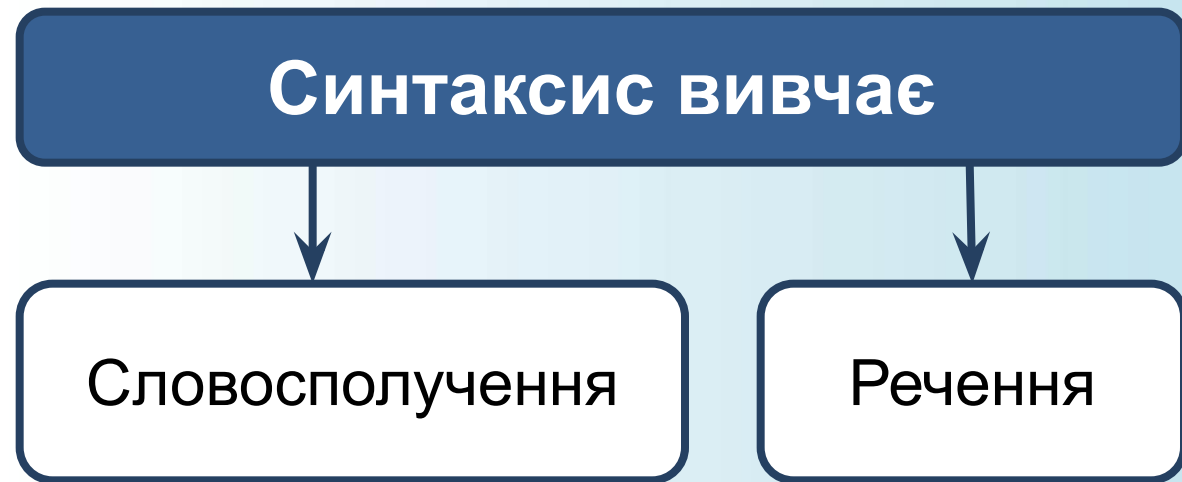 Синтаксис вивчає
Словосполучення
Речення